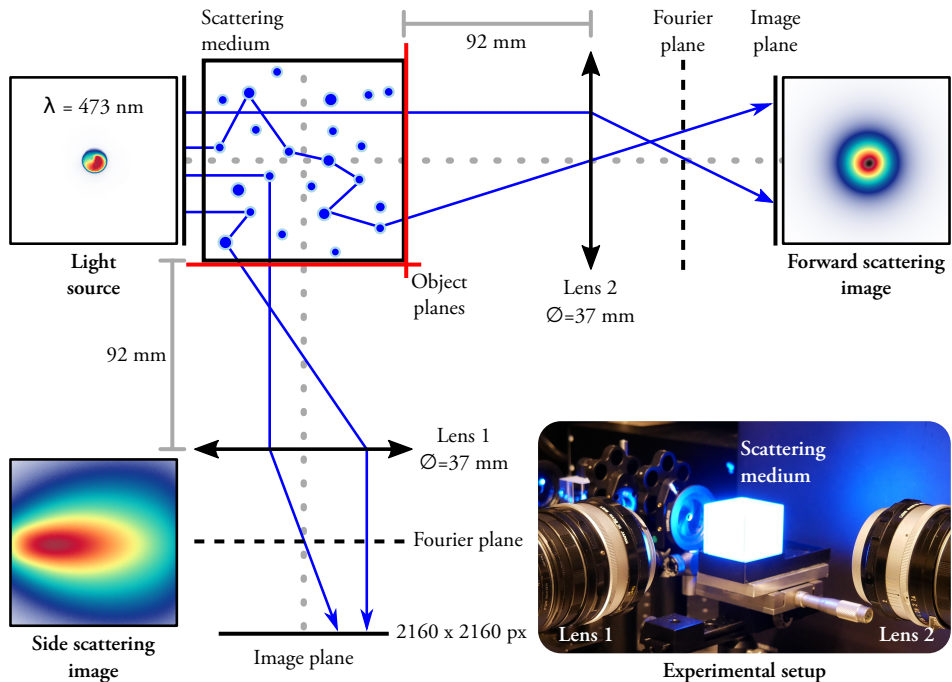 Scattering
medium
92 mm
Fourier
plane
Image
plane
λ = 473 nm
Light
source
Object
planes
Lens 2
Ø=37 mm
Forward scattering
image
92 mm
Lens 1
Ø=37 mm
Fourier plane
2160 x 2160 px
Image plane
Side scattering
image
Scattering
medium
Lens 1
Lens 2
Experimental setup